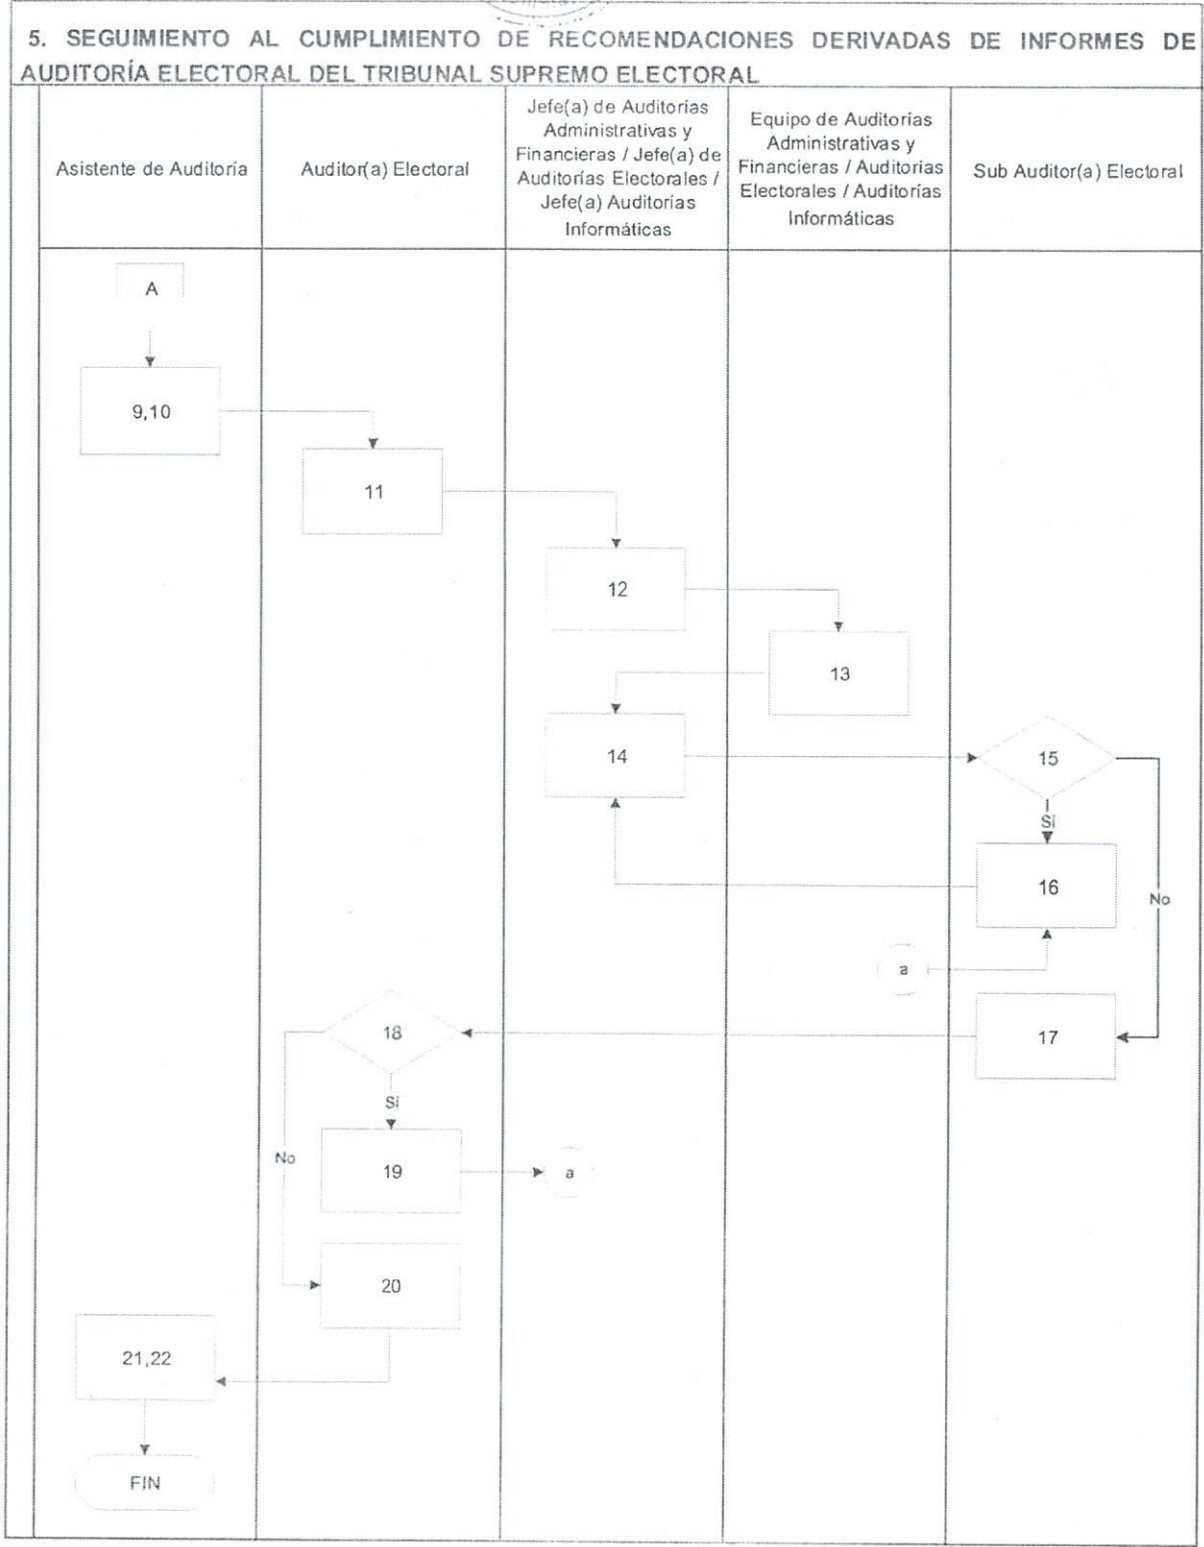 5. SEGUIMIENTO AL CUMPLIMIENTO DE RECOMENDACIONES DERIVADAS DE INFORMES DE
AUDITORÍA ELECTORAL DEL TRIBUNAL SUPREMO ELECTORAL
Asistente de Auditoría
Auditor(a) Electoral
Jefe(a) de Auditorías
Administrativas y
Financieras / Jefe(a) de
Auditorías Electorales /
Jefe(a) Auditorías
Informáticas
Equipo de Auditorías
Administrativas y
Financieras / Auditorias
Electorales / Auditorías
Informáticas
Sub Auditor(a) Electoral
A
9,10
11
12
13
14
15
Sí
16
No
a
17
18
Sí
No
19
a
20
21,22
FIN